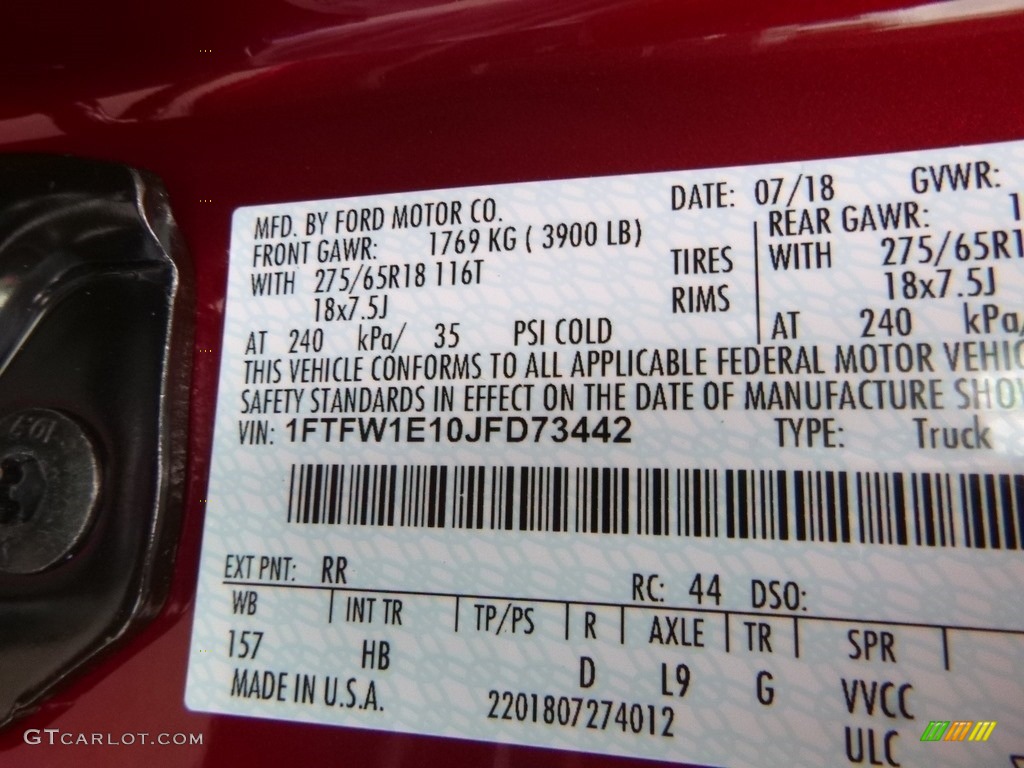 DATE: 07/18 GVWR:
MFD. BY FORD MOTOR CO.
FRONT GAWR: 1769 KG ( 3900 LB) REAR GAWR: 1
WITH 275/65R18 116T TIRES WITH 275/65R1
18x7.5J RIMS 18x7.5J
AT 240 kPa/ 35 PSI COLD AT 240 kPa/
THIS VEHICLE CONFORMS TO ALL APPLICABLE FEDERAL MOTOR VEHIC
SAFETY STANDARDS IN EFFECT ON THE DATE OF MANUFACTURE SHO
VIN: 1FTFW1E10JFD73442 TYPE: Truck
EXT PNT: RR RC: 44 DSO:
WB INT TR TP/PS R AXLE TR SPR
157 HB D L9 G VVCC
MADE IN U.S.A. 2201807274012 ULC
GTCARLOT.COM